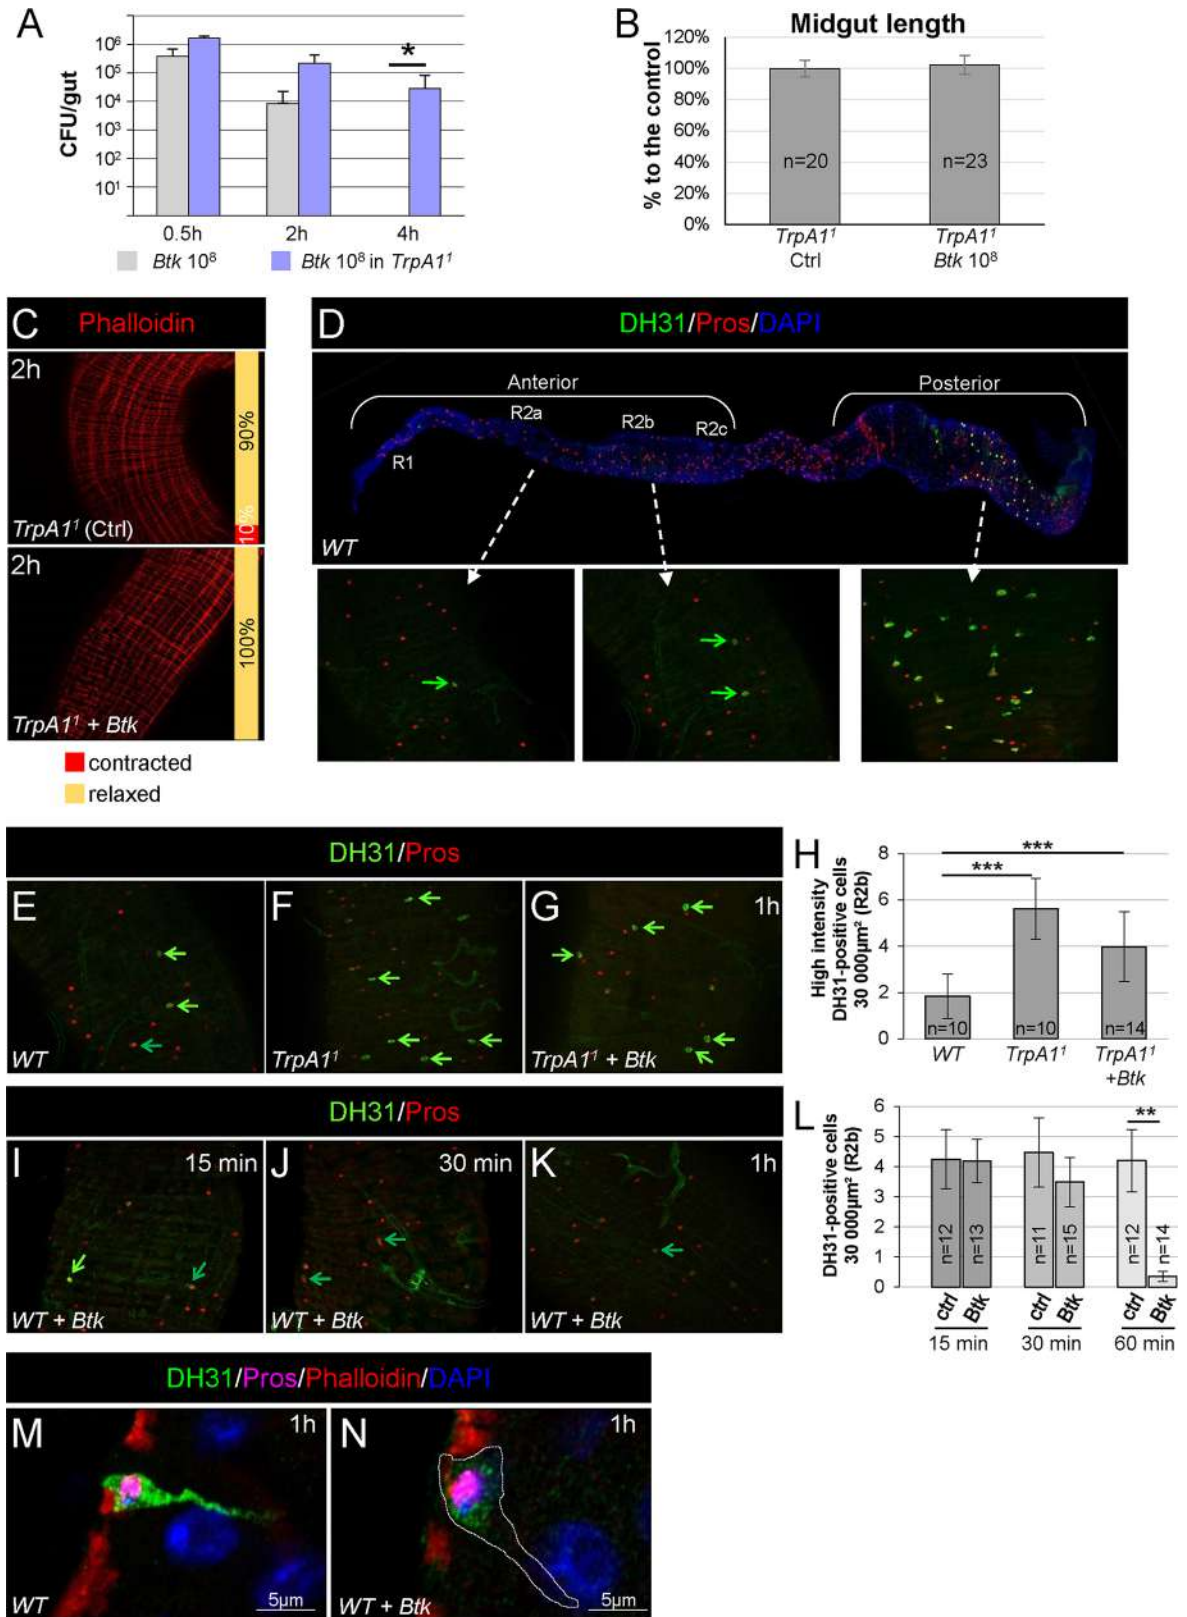 A
CFU/gut
10⁶
10⁵
10⁴
10³
10²
10¹
*
0.5h 2h 4h
Btk 10⁸
Btk 10⁸ in TrpA1¹
B
Midgut length
% to the control
120%
100%
80%
60%
40%
20%
0%
n=20 n=23
TrpA1¹ TrpA1¹
Ctrl Btk 10⁸
C
Phalloidin
2h
90%
10%
TrpA1¹ (Ctrl)
2h
100%
TrpA1¹ + Btk
contracted
relaxed
D
DH31/Pros/DAPI
Anterior Posterior
R2a
R2b
R2c
R1
WT
DH31/Pros
E
WT
F
TrpA1¹
G
1h
TrpA1¹ + Btk
H
High intensity
DH31-positive cells
30 000µm² (R2b)
8
6
4
2
0
***
***
n=10 n=10 n=14
WT TrpA1¹ TrpA1¹
+Btk
DH31/Pros
I
15 min
WT + Btk
J
30 min
WT + Btk
K
1h
WT + Btk
L
DH31-positive cells
30 000µm² (R2b)
6
5
4
3
2
1
0
**
n=12 n=13 n=11 n=15 n=12 n=14
ctrl Btk ctrl Btk ctrl Btk
15 min 30 min 60 min
DH31/Pros/Phalloidin/DAPI
M
1h
WT
5µm
N
1h
WT + Btk
5µm